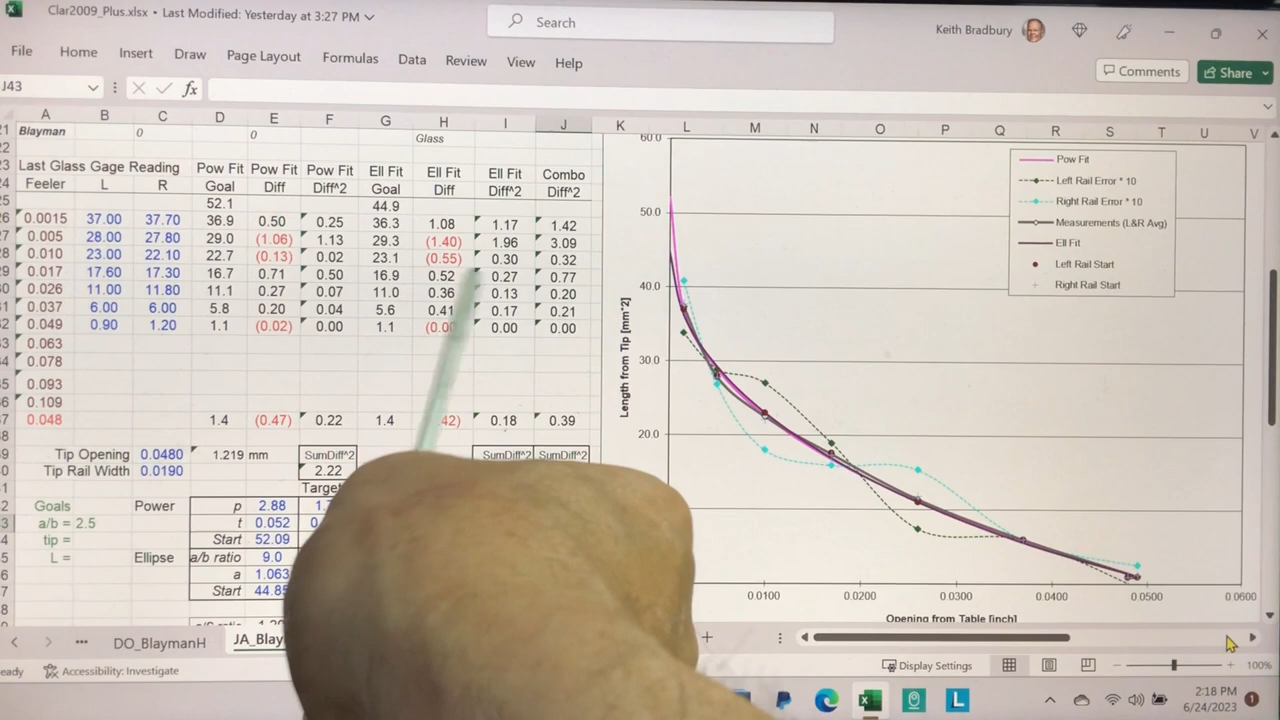 Clar2009_Plus.xlsx • Last Modified: Yesterday at 3:27 PM
Search
Keith Bradbury
File Home Insert Draw Page Layout Formulas Data Review View Help
Comments
Share
J43
fx
A B C D E F G H I J K L M N O P Q R S T U V
Blayman 0 0 Glass
Last Glass Gage Reading Pow Fit Pow Fit Pow Fit Ell Fit Ell Fit Ell Fit Combo
Feeler L R Goal Diff Diff^2 Goal Diff Diff^2 Diff^2
52.1 44.9
0.0015 37.00 37.70 36.9 0.50 0.25 36.3 1.08 1.17 1.42
0.005 28.00 27.80 29.0 (1.06) 1.13 29.3 (1.40) 1.96 3.09
0.010 23.00 22.10 22.7 (0.13) 0.02 23.1 (0.55) 0.30 0.32
0.017 17.60 17.30 16.7 0.71 0.50 16.9 0.52 0.27 0.77
0.026 11.00 11.80 11.1 0.27 0.07 11.0 0.36 0.13 0.20
0.037 6.00 6.00 5.8 0.20 0.04 5.6 0.41 0.17 0.21
0.049 0.90 1.20 1.1 (0.02) 0.00 1.1 0.00 0.00
0.063
0.078
0.093
0.109
0.048 1.4 (0.47) 0.22 1.4 0.18 0.39
Tip Opening 0.0480 1.219 mm SumDiff^2 SumDiff^2 SumDiff^2
Tip Rail Width 0.0190 2.22
Target
Goals Power p 2.88
a/b = 2.5 t 0.052
tip = Start 52.09
L = Ellipse a/b ratio 9.0
a 1.063
Start 44.85
60.0
50.0
40.0
30.0
20.0
Length from Tip [mm^2]
Pow Fit
Left Rail Error * 10
Right Rail Error * 10
Measurements (L&R Avg)
Ell Fit
Left Rail Start
Right Rail Start
0.0100 0.0200 0.0300 0.0400 0.0500 0.0600
Opening from Table [inch]
DO_BlaymanH
JA_Blay
Accessibility: Investigate
Display Settings
100%
2:18 PM
6/24/2023